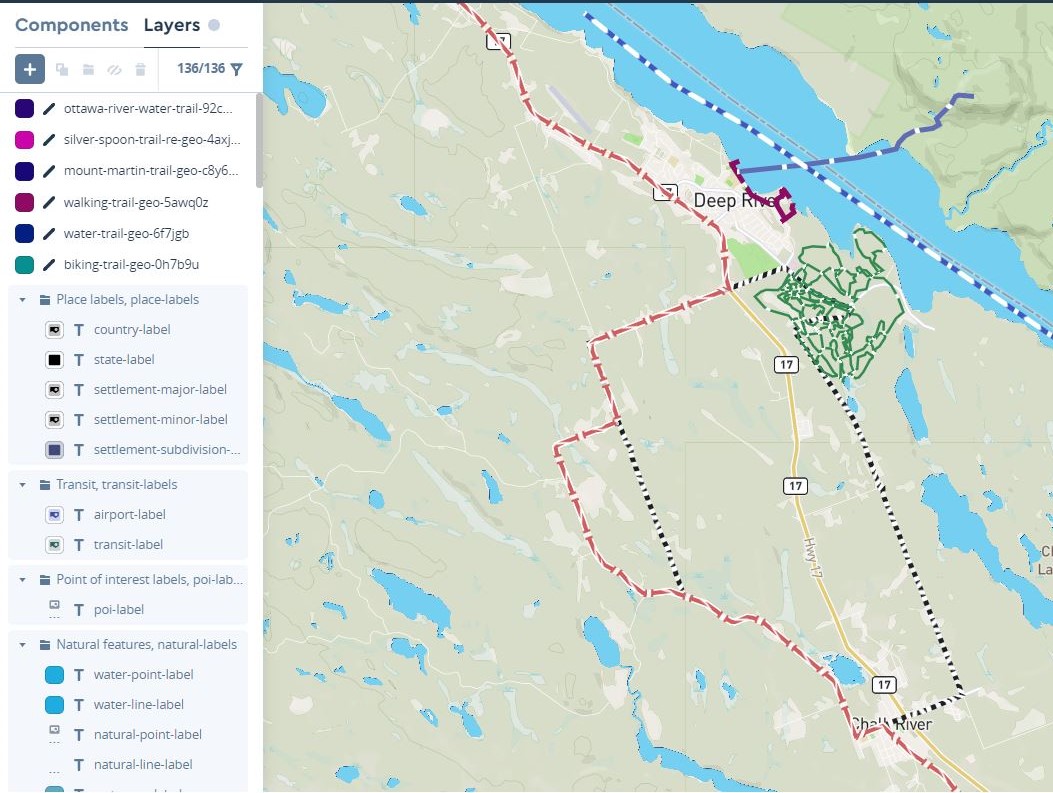 Components Layers
136/136
ottawa-river-water-trail-92c...
silver-spoon-trail-re-geo-4axj...
mount-martin-trail-geo-c8y6...
walking-trail-geo-5awq0z
water-trail-geo-6f7jgb
biking-trail-geo-0h7b9u
Place labels, place-labels
T country-label
T state-label
T settlement-major-label
T settlement-minor-label
T settlement-subdivision-...
Transit, transit-labels
T airport-label
T transit-label
Point of interest labels, poi-lab...
T poi-label
Natural features, natural-labels
T water-point-label
T water-line-label
T natural-point-label
T natural-line-label
Deep River
17
17
Hwy 17
17
Chalk River
La